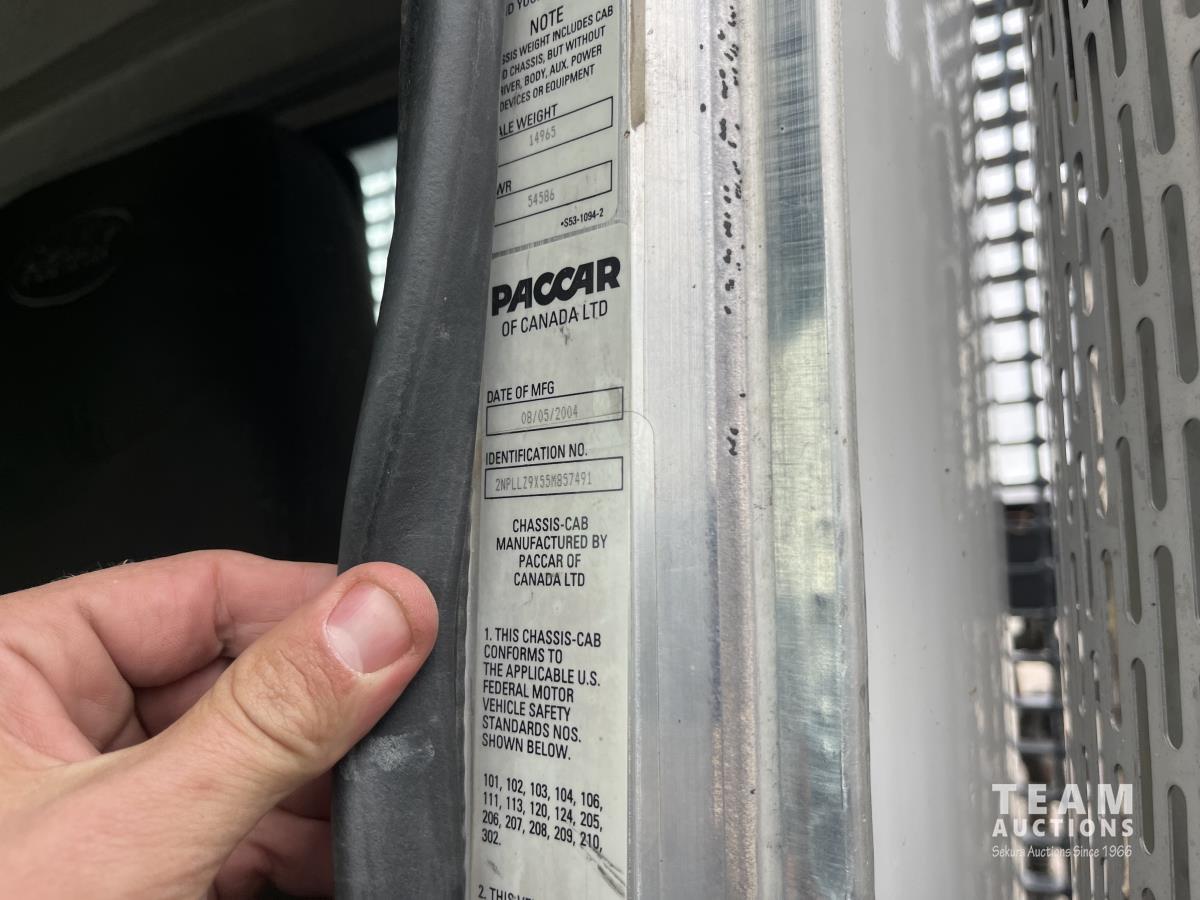 NOTE
SSIS WEIGHT INCLUDES CAB
D CHASSIS, BUT WITHOUT
RIVER, BODY, AUX. POWER
DEVICES OR EQUIPMENT
ALE WEIGHT
14965
WR
54586
•S53-1094-2
PACCAR
OF CANADA LTD
DATE OF MFG
08/05/2004
IDENTIFICATION NO.
2NPLLZ9X55M857491
CHASSIS-CAB
MANUFACTURED BY
PACCAR OF
CANADA LTD
1. THIS CHASSIS-CAB
CONFORMS TO
THE APPLICABLE U.S.
FEDERAL MOTOR
VEHICLE SAFETY
STANDARDS NOS.
SHOWN BELOW.
101, 102, 103, 104, 106,
111, 113, 120, 124, 205,
206, 207, 208, 209, 210,
302.
2. THIS
TEAM
AUCTIONS
Sekura Auctions Since 1966